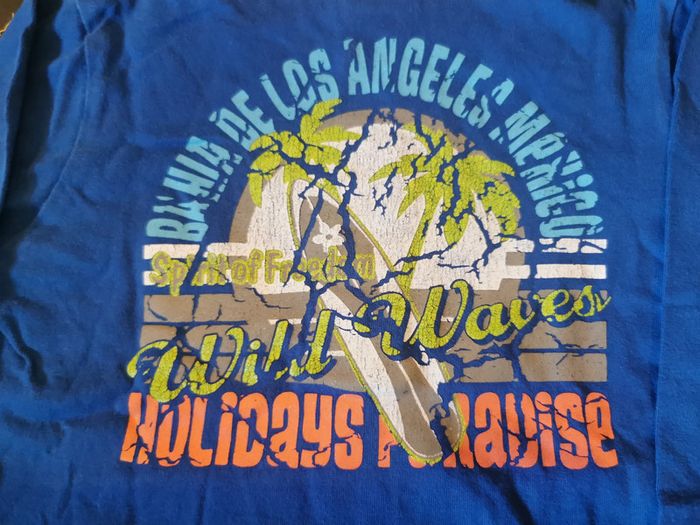 BAHIA DE LOS ANGELES MEXICO
Spirit of Freedom
Wild Waves
HOLIDAYS PARADISE